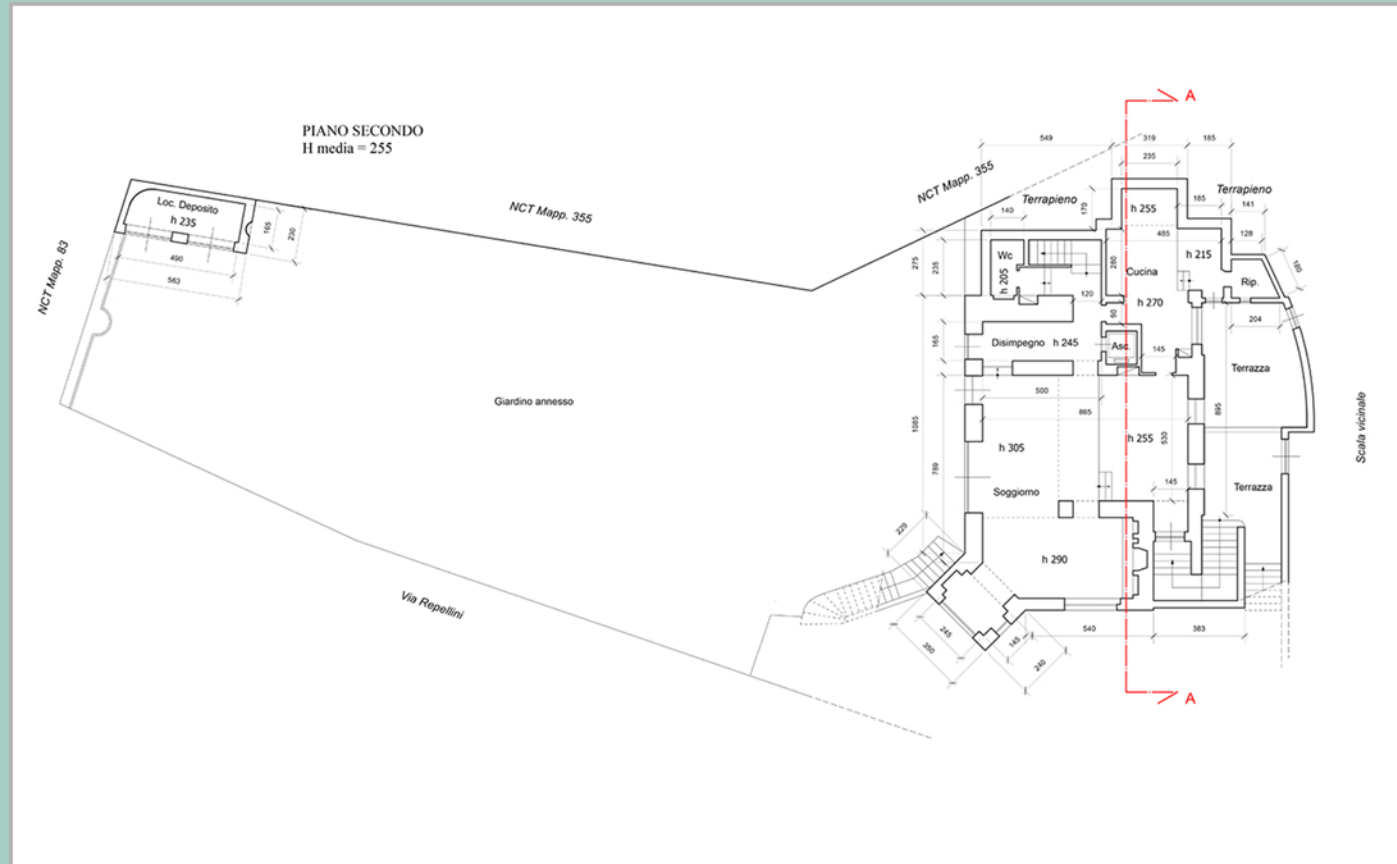 PIANO SECONDO
H media = 255
A
549
319
185
235
NCT Mapp. 355
NCT Mapp. 355
Terrapieno
Terrapieno
170
h 255
185
141
140
485
128
Loc. Deposito
h 235
165
230
490
563
NCT Mapp. 83
275
235
Wc
h 205
280
Cucina
h 215
180
Rip.
120
h 270
90
204
165
Disimpegno h 245
Asc.
145
Terrazza
Giardino annesso
500
865
895
1085
789
h 305
h 255
530
Scala vicinale
Soggiorno
145
Terrazza
229
h 290
Via Repellini
245
350
145
240
540
383
A